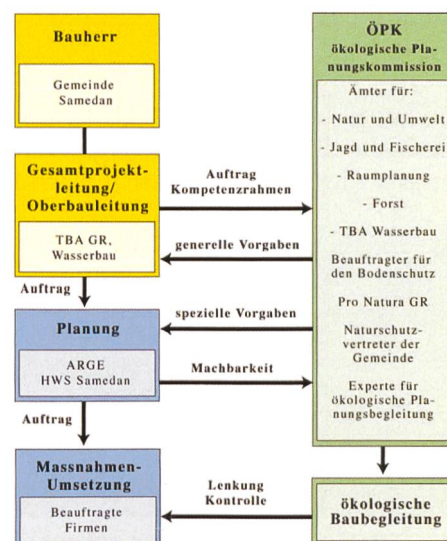 Bauherr
Gemeinde
Samedan
Gesamtprojekt-
leitung/
Oberbauleitung
TBA GR,
Wasserbau
Auftrag
Planung
ARGE
HWS Samedan
Auftrag
Massnahmen-
Umsetzung
Beauftragte
Firmen
Auftrag
Kompetenzrahmen
generelle Vorgaben
spezielle Vorgaben
Machbarkeit
Lenkung
Kontrolle
ÖPK
ökologische Pla-
nungskommission
Ämter für:
- Natur und Umwelt
- Jagd und Fischerei
- Raumplanung
- Forst
- TBA Wasserbau
Beauftragter für
den Bodenschutz
Pro Natura GR
Naturschutz-
vertreter der
Gemeinde
Experte für
ökologische Pla-
nungsbegleitung
ökologische
Baubegleitung